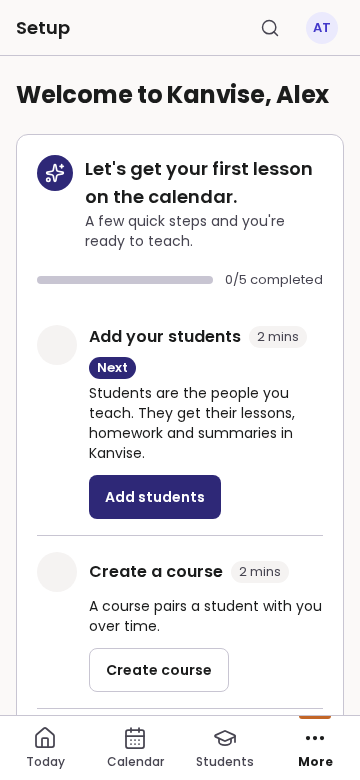 Setup
AT
Welcome to Kanvise, Alex
Let's get your first lesson
on the calendar.
A few quick steps and you're
ready to teach.
0/5 completed
Add your students
2 mins
Next
Students are the people you
teach. They get their lessons,
homework and summaries in
Kanvise.
Add students
Create a course
2 mins
A course pairs a student with you
over time.
Create course
Today
Calendar
Students
More